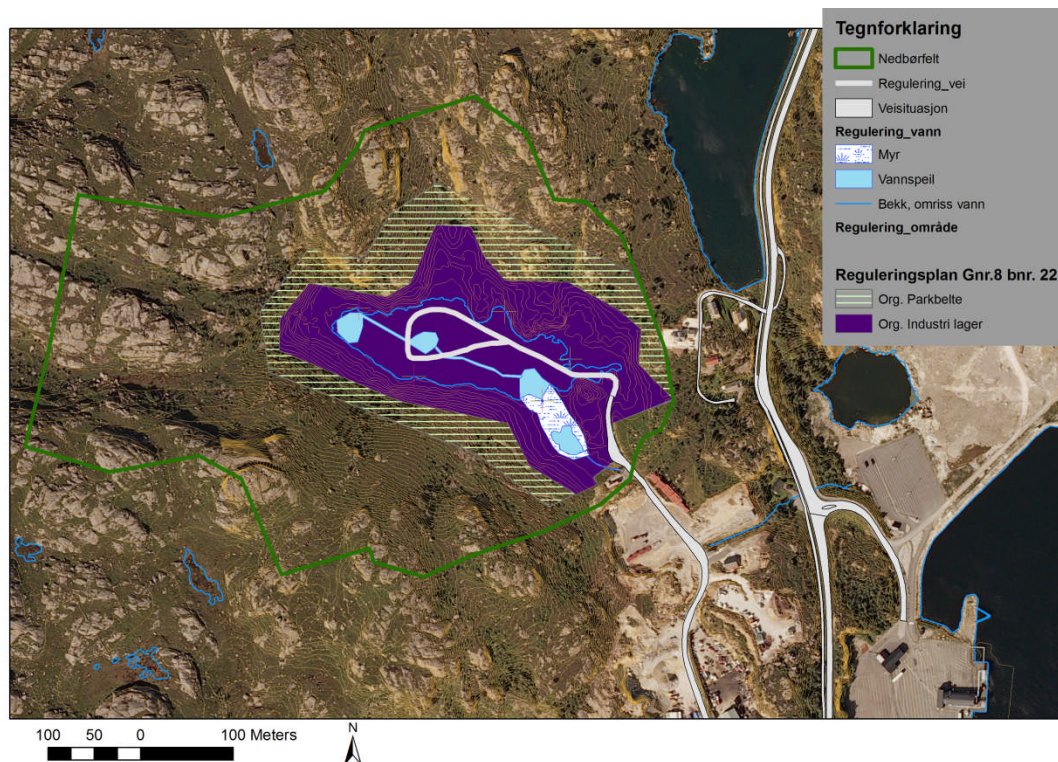 Tegnforklaring
Nedbørfelt
Regulering_vei
Veisituasjon
Regulering_vann
Myr
Vannspeil
Bekk, omriss vann
Regulering_område
Reguleringsplan Gnr.8 bnr. 22
Org. Parkbelte
Org. Industri lager
100 50 0 100 Meters
N